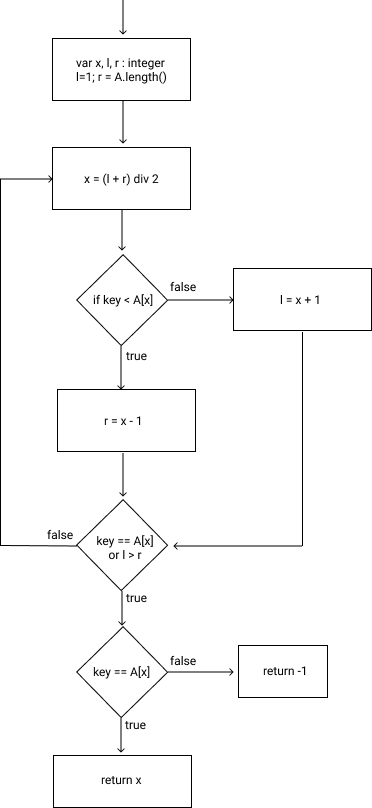 var x, l, r : integer
l=1; r = A.length()
x = (l + r) div 2
if key < A[x]
false
l = x + 1
true
r = x - 1
false
key == A[x]
or l > r
true
key == A[x]
false
return -1
true
return x